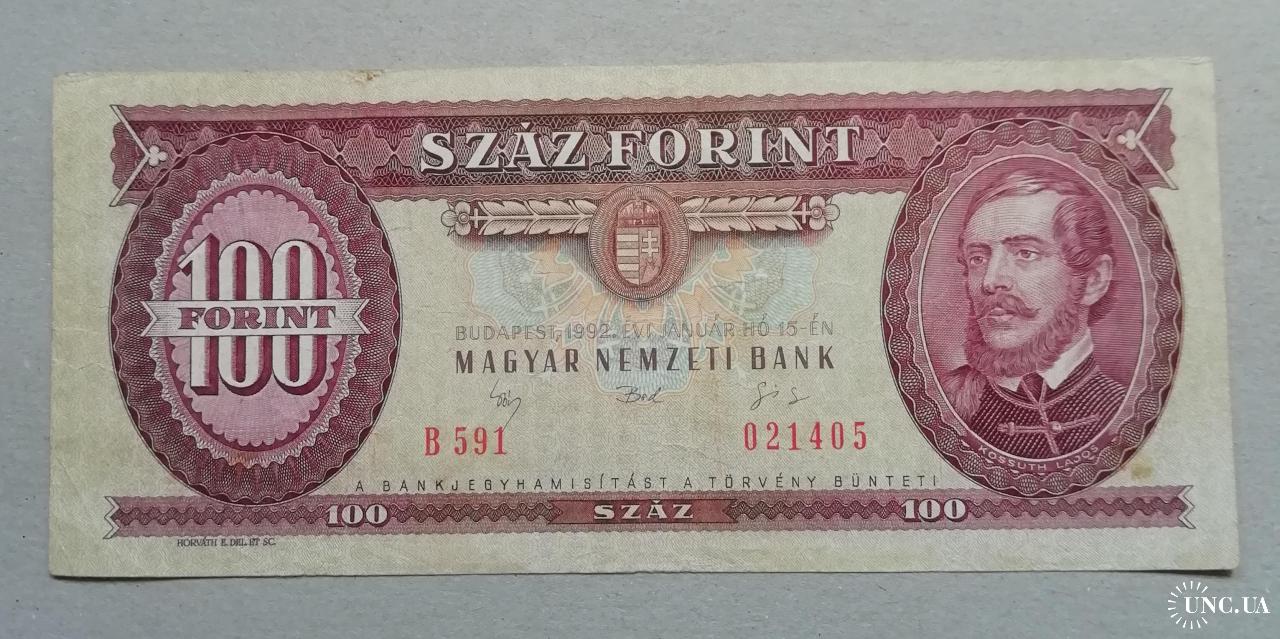 SZÁZ FORINT
100
FORINT
100
BUDAPEST, 1992. ÉVI JANUÁR HÓ 15-ÉN
MAGYAR NEMZETI BANK
B 591
021405
KOSSUTH LAJOS
A BANKJEGYHAMISÍTÁST A TÖRVÉNY BÜNTETI
100
SZÁZ
100
HORVÁTH E. DEL. ET SC.
UNC.UA